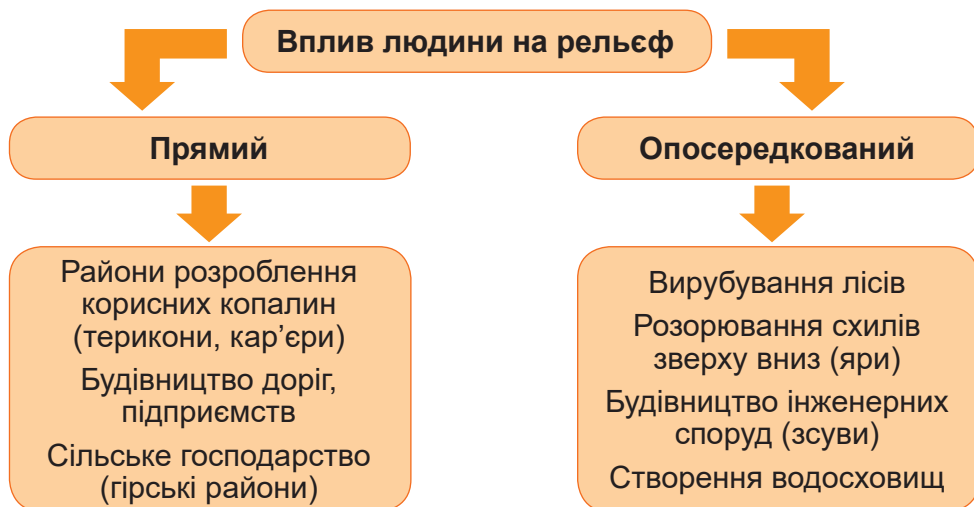 Вплив людини на рельєф
Прямий
Опосередкований
Райони розроблення
корисних копалин
(терикони, кар’єри)
Будівництво доріг,
підприємств
Сільське господарство
(гірські райони)
Вирубування лісів
Розорювання схилів
зверху вниз (яри)
Будівництво інженерних
споруд (зсуви)
Створення водосховищ